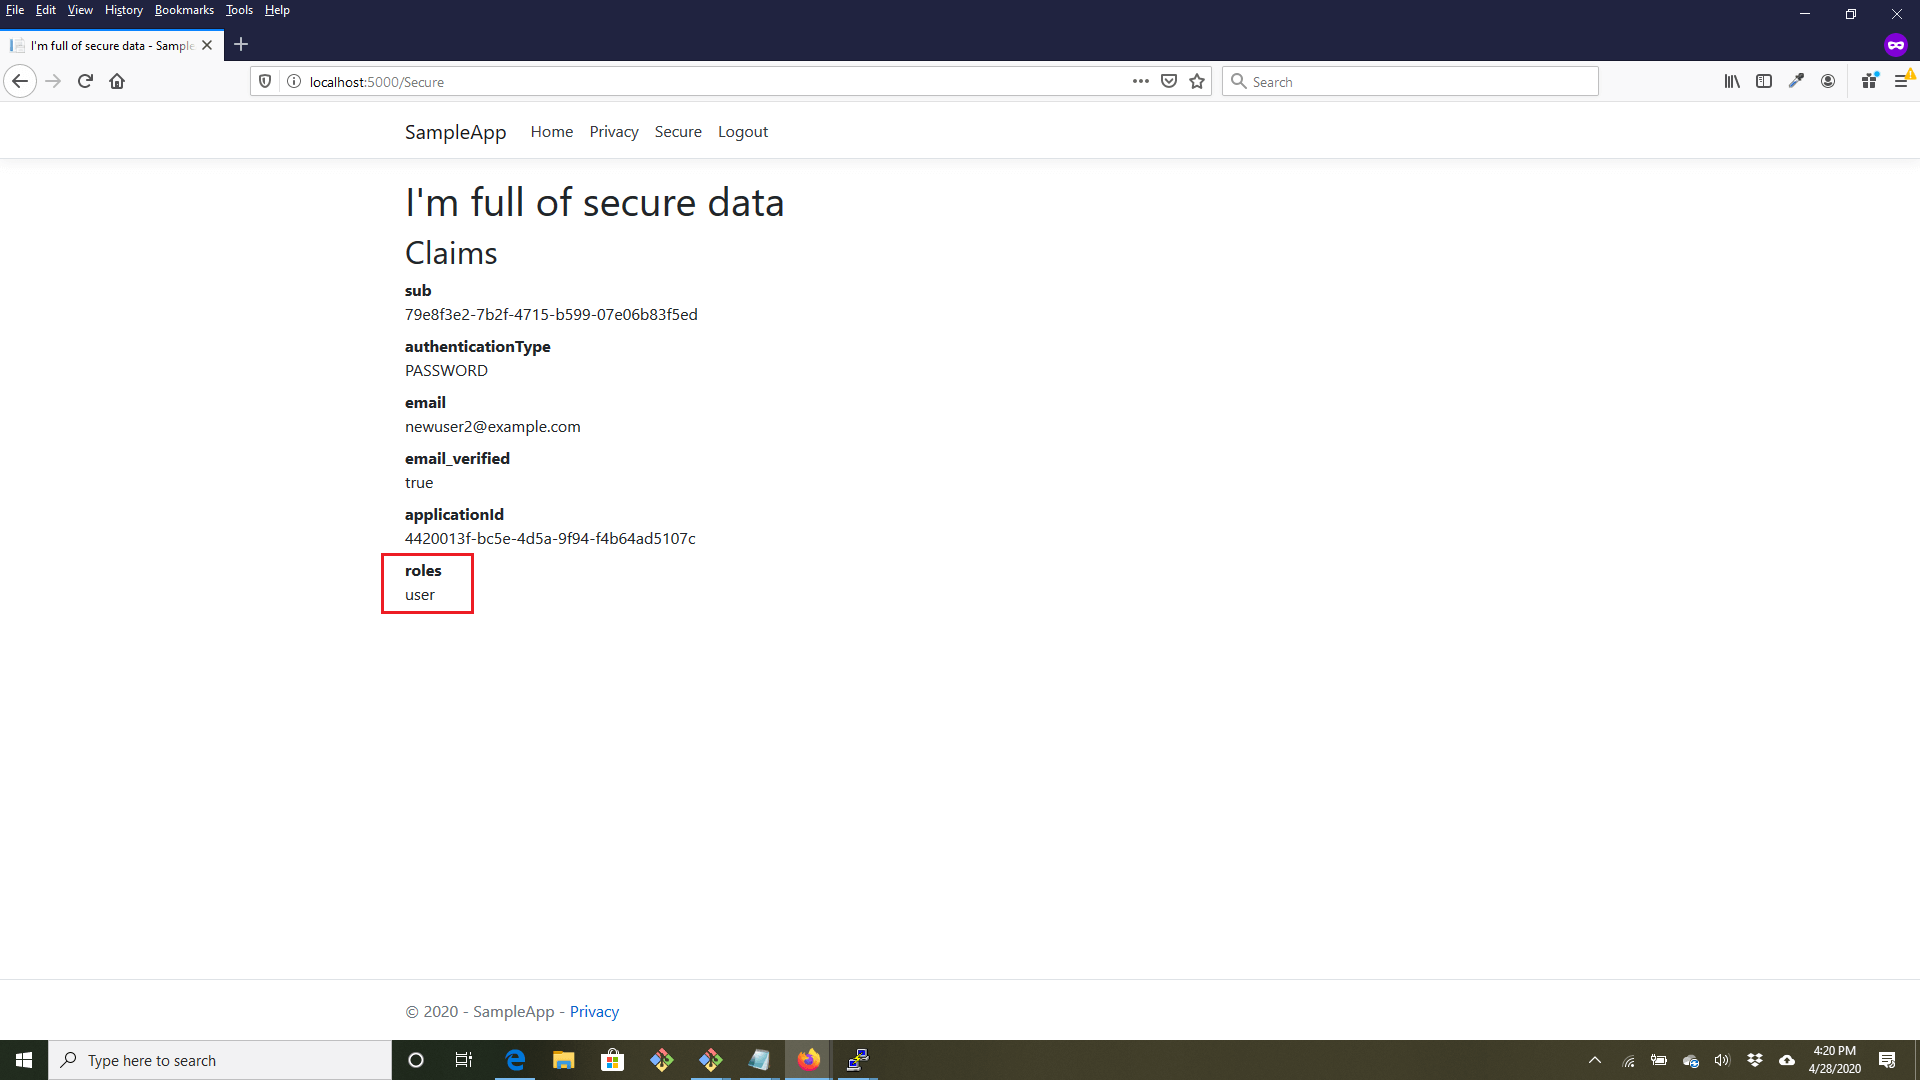 File Edit View History Bookmarks Tools Help
I'm full of secure data - Sample
localhost:5000/Secure
Search
SampleApp Home Privacy Secure Logout
I'm full of secure data
Claims
sub
79e8f3e2-7b2f-4715-b599-07e06b83f5ed
authenticationType
PASSWORD
email
newuser2@example.com
email_verified
true
applicationId
4420013f-bc5e-4d5a-9f94-f4b64ad5107c
roles
user
© 2020 - SampleApp - Privacy
Type here to search
4:20 PM
4/28/2020